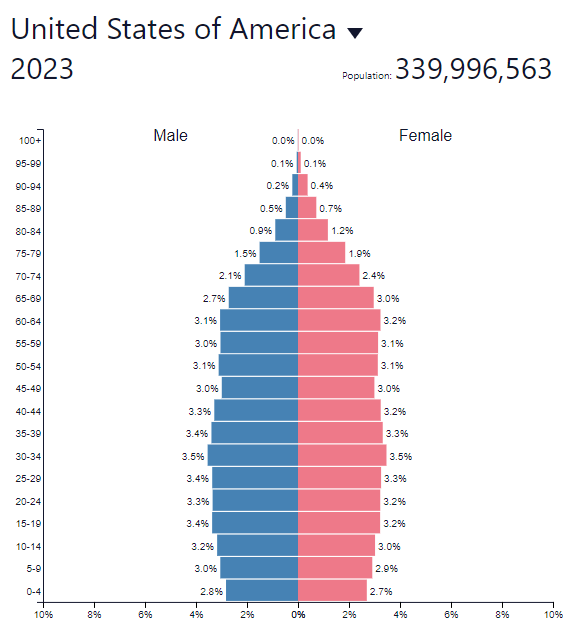 United States of America
2023
Population: 339,996,563
Male Female
100+ 0.0% 0.0%
95-99 0.1% 0.1%
90-94 0.2% 0.4%
85-89 0.5% 0.7%
80-84 0.9% 1.2%
75-79 1.5% 1.9%
70-74 2.1% 2.4%
65-69 2.7% 3.0%
60-64 3.1% 3.2%
55-59 3.0% 3.1%
50-54 3.1% 3.1%
45-49 3.0% 3.0%
40-44 3.3% 3.2%
35-39 3.4% 3.3%
30-34 3.5% 3.5%
25-29 3.4% 3.3%
20-24 3.3% 3.2%
15-19 3.4% 3.2%
10-14 3.2% 3.0%
5-9 3.0% 2.9%
0-4 2.8% 2.7%
10% 8% 6% 4% 2% 0% 2% 4% 6% 8% 10%